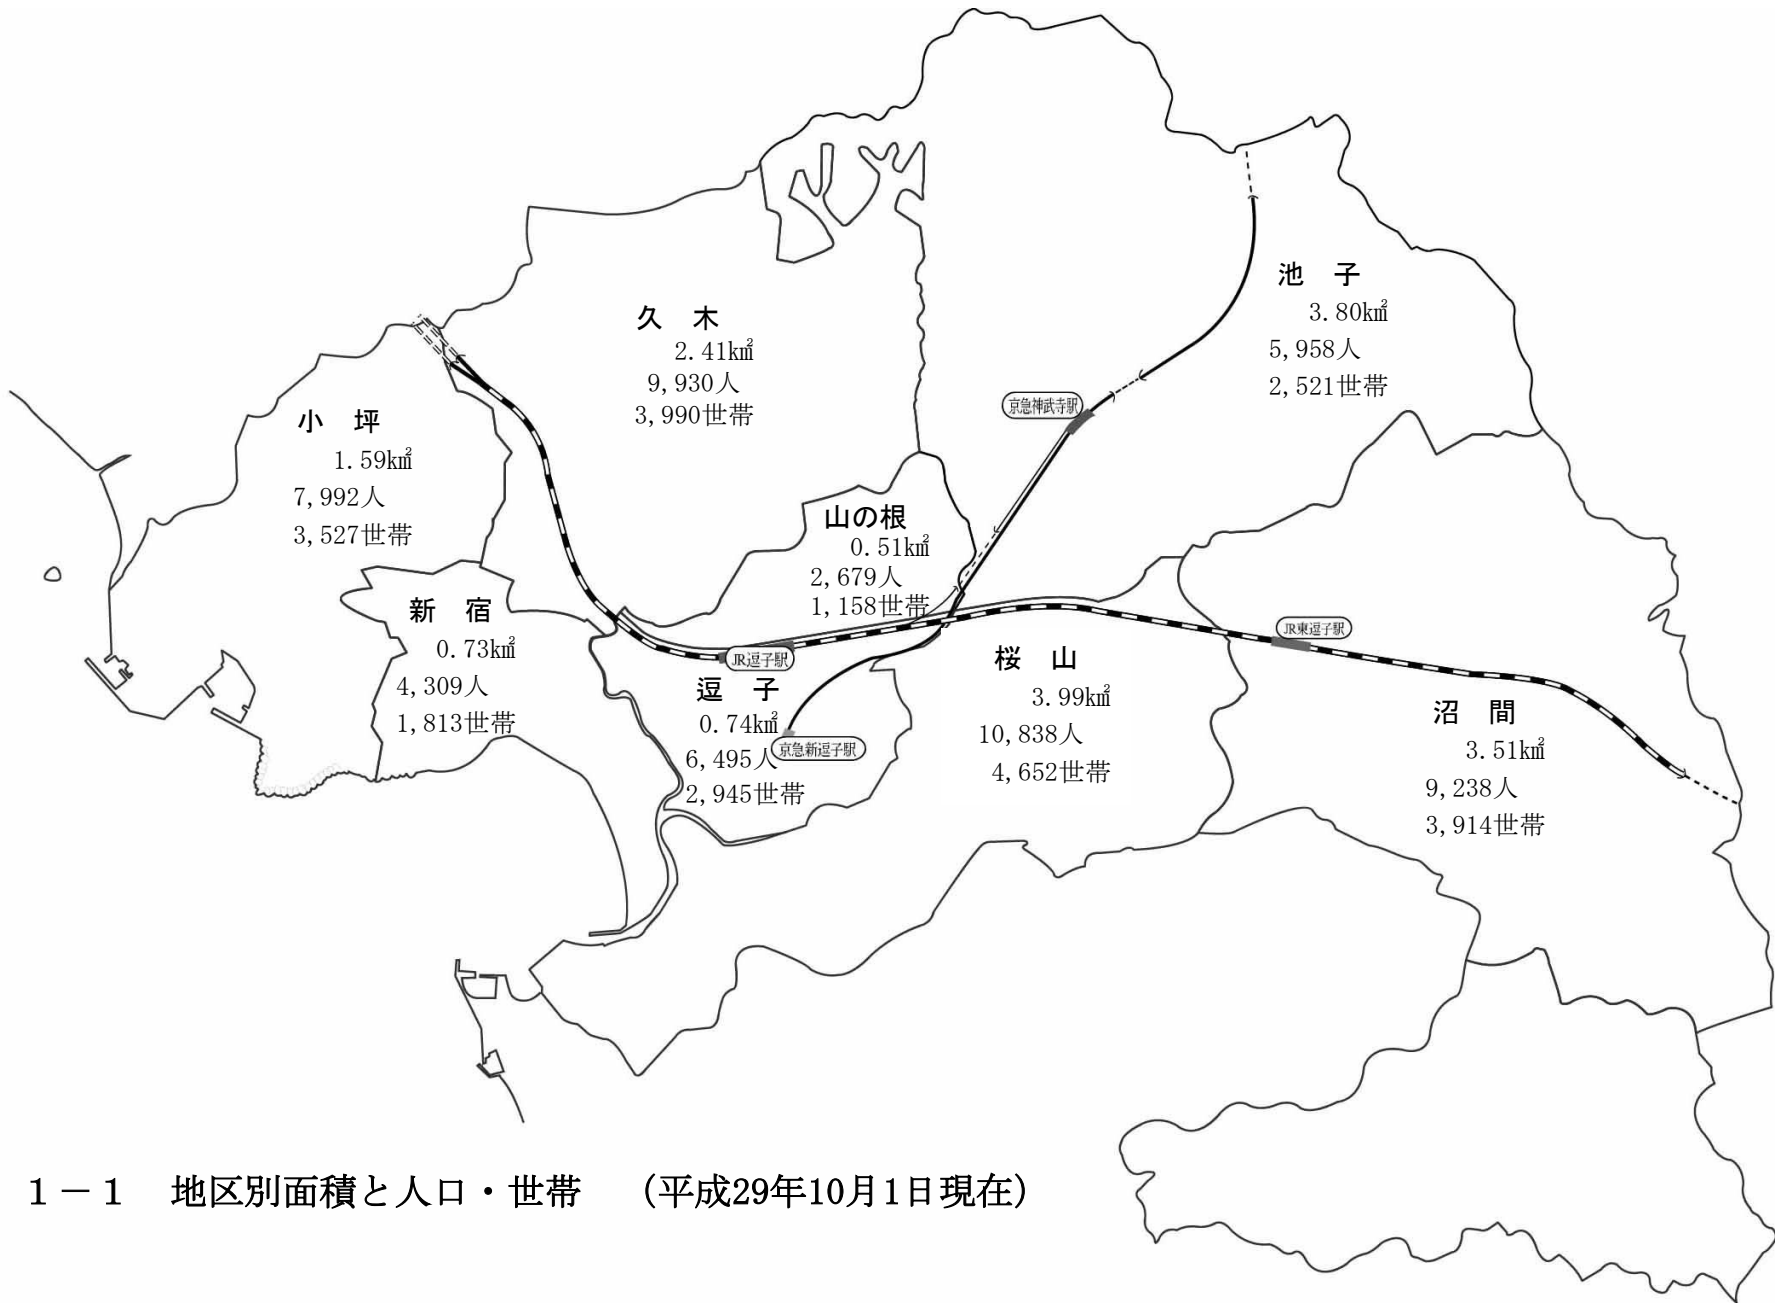 池　子
3.80k㎡
5,958人
2,521世帯
久　木
2.41k㎡
9,930人
3,990世帯
京急神武寺駅
小　坪
1.59k㎡
7,992人
3,527世帯
山の根
0.51k㎡
2,679人
1,158世帯
新　宿
0.73k㎡
4,309人
1,813世帯
JR逗子駅
JR東逗子駅
逗　子
0.74k㎡
6,495人
2,945世帯
京急新逗子駅
桜　山
3.99k㎡
10,838人
4,652世帯
沼　間
3.51k㎡
9,238人
3,914世帯
１－１　地区別面積と人口・世帯　（平成29年10月１日現在）